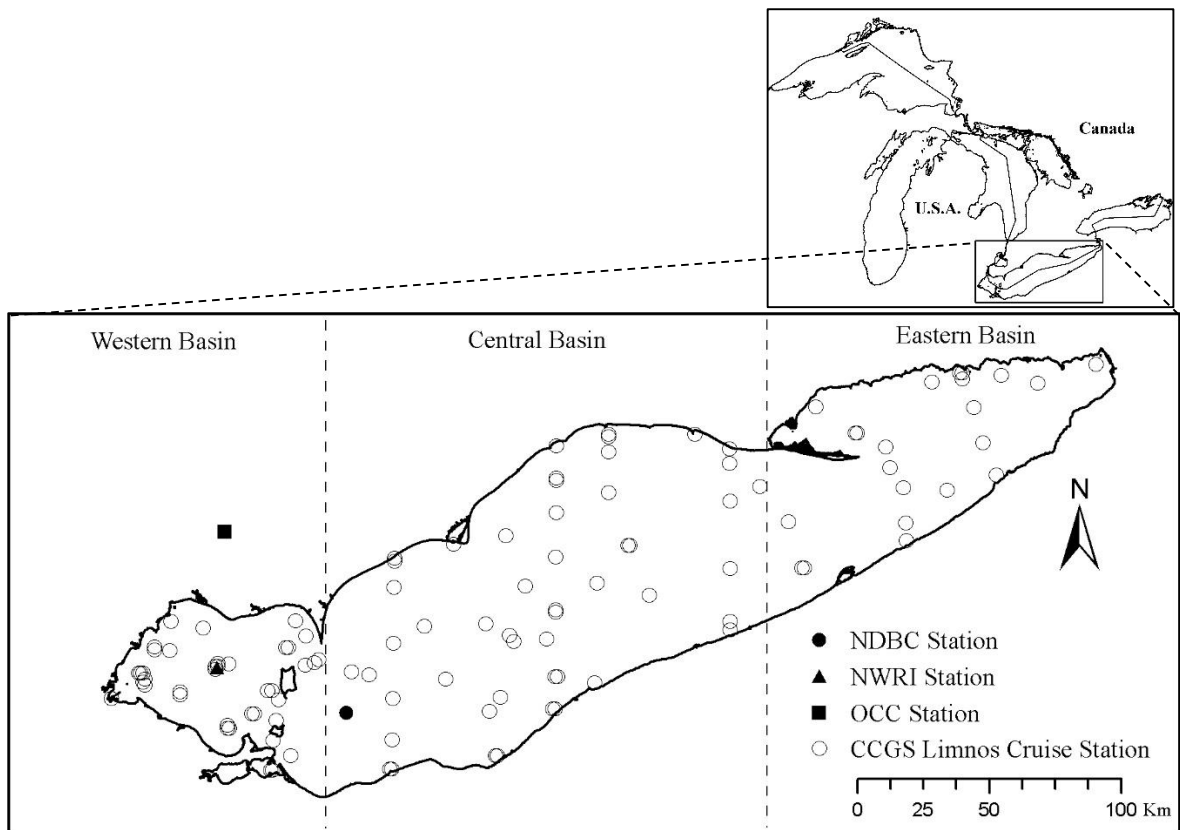 Canada
U.S.A.
Western Basin
Central Basin
Eastern Basin
N
NDBC Station
NWRI Station
OCC Station
CCGS Limnos Cruise Station
0 25 50 100 Km